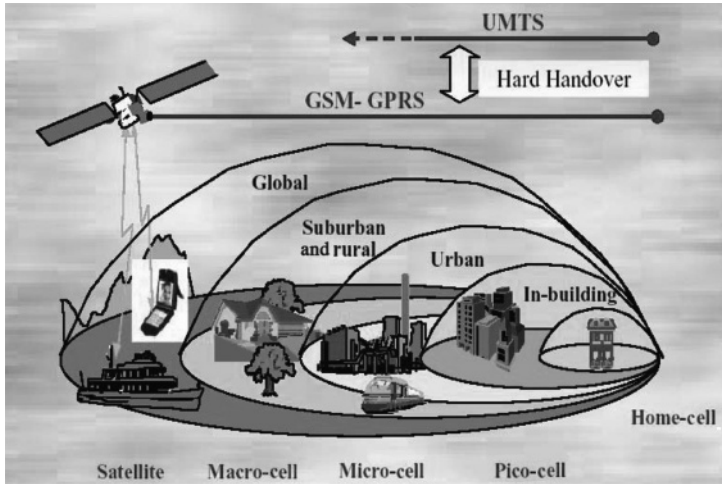 UMTS
Hard Handover
GSM- GPRS
Global
Suburban
and rural
Urban
In-building
Home-cell
Satellite
Macro-cell
Micro-cell
Pico-cell